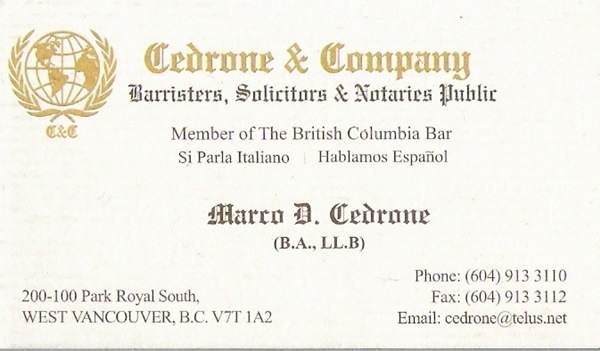 Cedrone & Company
Barristers, Solicitors & Notaries Public
C&C
Member of The British Columbia Bar
Si Parla Italiano | Hablamos Español
Marco D. Cedrone
(B.A., LL.B)
Phone: (604) 913 3110
200-100 Park Royal South,
Fax: (604) 913 3112
WEST VANCOUVER, B.C. V7T 1A2
Email: cedrone@telus.net